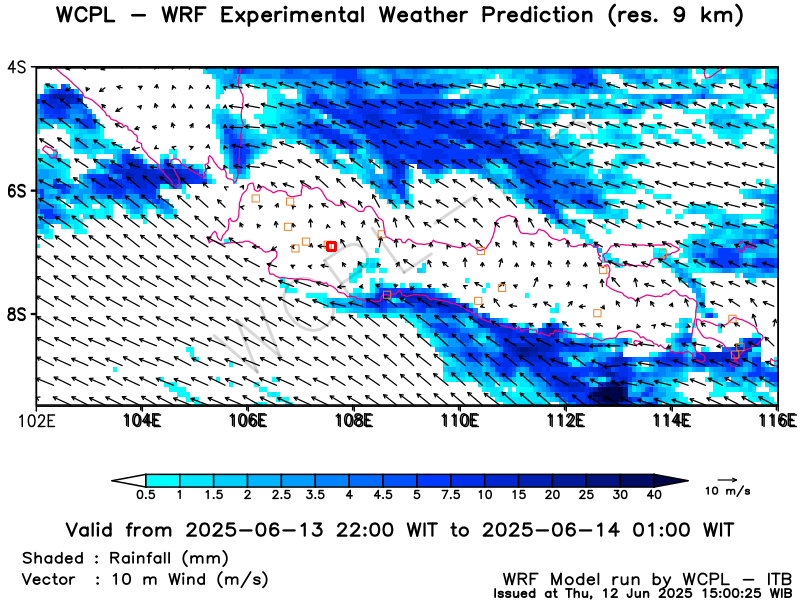 WCPL − WRF Experimental Weather Prediction (res. 9 km)
4S
6S
8S
WCPL
102E 104E 106E 108E 110E 112E 114E 116E
0.5 1 1.5 2 2.5 3.5 4 4.5 5 7.5 10 15 20 25 30 40
10 m/s
Valid from 2025−06−13 22:00 WIT to 2025−06−14 01:00 WIT
Shaded : Rainfall (mm)
Vector : 10 m Wind (m/s)
WRF Model run by WCPL − ITB
Issued at Thu, 12 Jun 2025 15:00:25 WIB